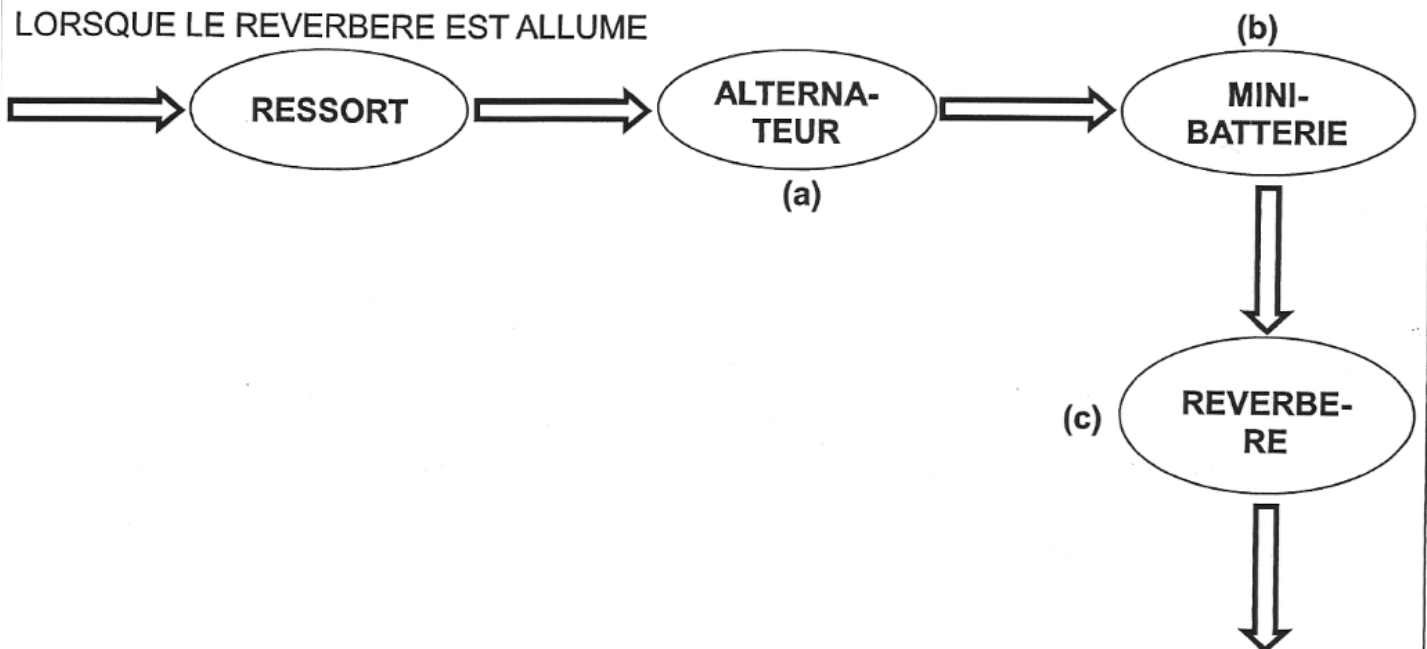 LORSQUE LE REVERBERE EST ALLUME
(b)
RESSORT
ALTERNA-
TEUR
MINI-
BATTERIE
(a)
(c)
REVERBE-
RE